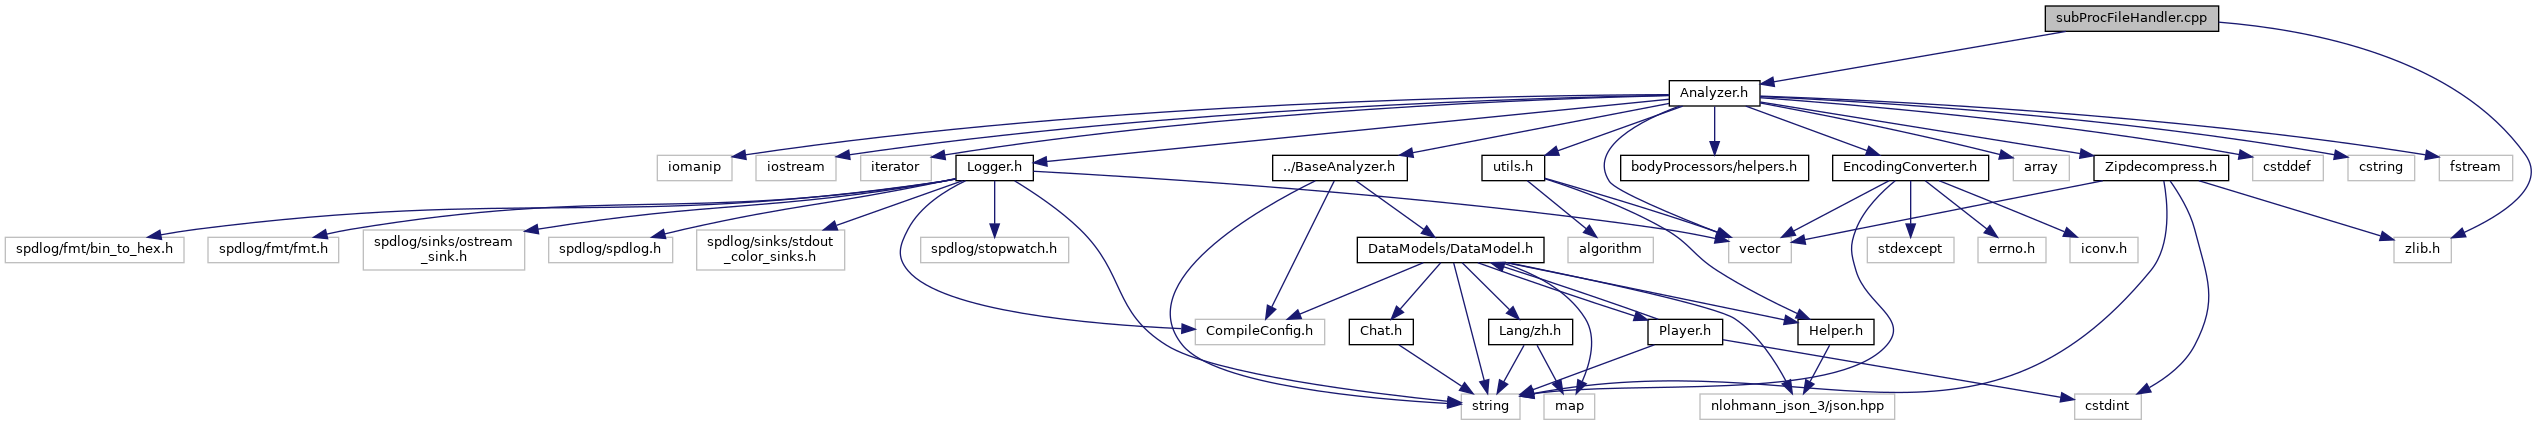 subProcFileHandler.cpp
Analyzer.h
iomanip
iostream
iterator
Logger.h
../BaseAnalyzer.h
utils.h
bodyProcessors/helpers.h
EncodingConverter.h
array
Zipdecompress.h
cstddef
cstring
fstream
spdlog/fmt/bin_to_hex.h
spdlog/fmt/fmt.h
spdlog/sinks/ostream
_sink.h
spdlog/spdlog.h
spdlog/sinks/stdout
_color_sinks.h
spdlog/stopwatch.h
DataModels/DataModel.h
algorithm
vector
stdexcept
errno.h
iconv.h
zlib.h
CompileConfig.h
Chat.h
Lang/zh.h
Player.h
Helper.h
string
map
nlohmann_json_3/json.hpp
cstdint